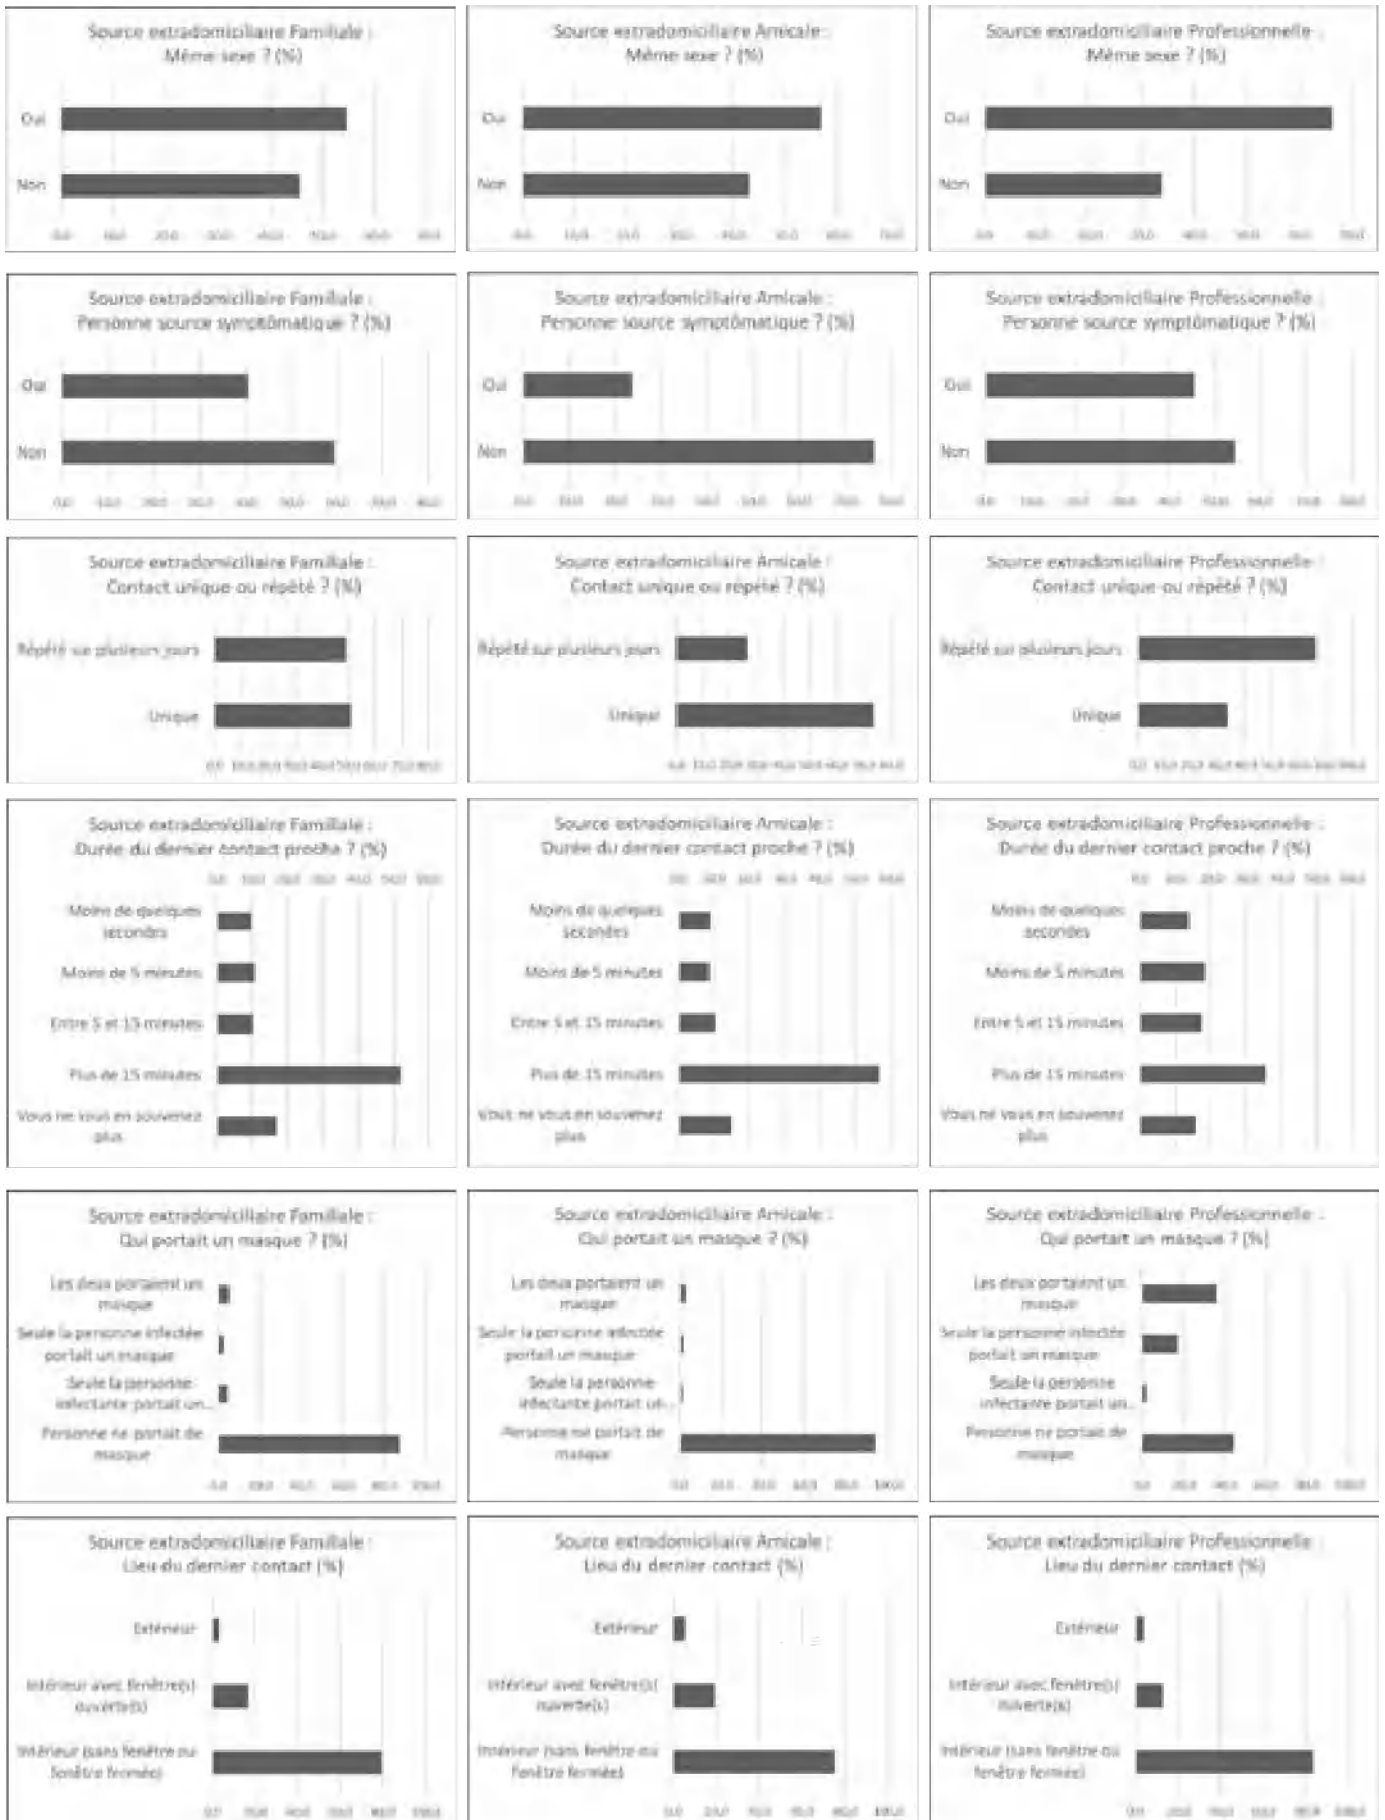 Source extradomiciliaire Familiale :
Même sexe ? (%)
Oui
Non
Source extradomiciliaire Amicale :
Même sexe ? (%)
Oui
Non
Source extradomiciliaire Professionnelle :
Même sexe ? (%)
Oui
Non
Source extradomiciliaire Familiale :
Personne source symptômatique ? (%)
Oui
Non
Source extradomiciliaire Amicale :
Personne source symptômatique ? (%)
Oui
Non
Source extradomiciliaire Professionnelle :
Personne source symptômatique ? (%)
Oui
Non
Source extradomiciliaire Familiale :
Contact unique ou répété ? (%)
Répété sur plusieurs jours
Unique
Source extradomiciliaire Amicale :
Contact unique ou répété ? (%)
Répété sur plusieurs jours
Unique
Source extradomiciliaire Professionnelle :
Contact unique ou répété ? (%)
Répété sur plusieurs jours
Unique
Source extradomiciliaire Familiale :
Durée du dernier contact proche ? (%)
Moins de quelques
secondes
Moins de 5 minutes
Entre 5 et 15 minutes
Plus de 15 minutes
Vous ne vous en souvenez
plus
Source extradomiciliaire Amicale :
Durée du dernier contact proche ? (%)
Moins de quelques
secondes
Moins de 5 minutes
Entre 5 et 15 minutes
Plus de 15 minutes
Vous ne vous en souvenez
plus
Source extradomiciliaire Professionnelle :
Durée du dernier contact proche ? (%)
Moins de quelques
secondes
Moins de 5 minutes
Entre 5 et 15 minutes
Plus de 15 minutes
Vous ne vous en souvenez
plus
Source extradomiciliaire Familiale :
Qui portait un masque ? (%)
Les deux portaient un
masque
Seule la personne infectée
portait un masque
Seule la personne
infectante portait un...
Personne ne portait de
masque
Source extradomiciliaire Amicale :
Qui portait un masque ? (%)
Les deux portaient un
masque
Seule la personne infectée
portait un masque
Seule la personne
infectante portait un...
Personne ne portait de
masque
Source extradomiciliaire Professionnelle :
Qui portait un masque ? (%)
Les deux portaient un
masque
Seule la personne infectée
portait un masque
Seule la personne
infectante portait un...
Personne ne portait de
masque
Source extradomiciliaire Familiale :
Lieu du dernier contact (%)
Extérieur
Intérieur avec fenêtre(s)
ouverte(s)
Intérieur (sans fenêtre ou
fenêtre fermée)
Source extradomiciliaire Amicale :
Lieu du dernier contact (%)
Extérieur
Intérieur avec fenêtre(s)
ouverte(s)
Intérieur (sans fenêtre ou
fenêtre fermée)
Source extradomiciliaire Professionnelle :
Lieu du dernier contact (%)
Extérieur
Intérieur avec fenêtre(s)
ouverte(s)
Intérieur (sans fenêtre ou
fenêtre fermée)